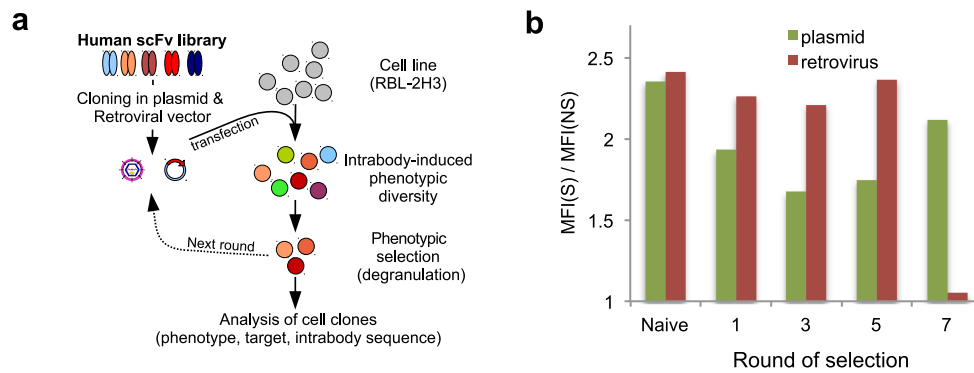 a
Human scFv library
Cloning in plasmid &
Retroviral vector
transfection
Cell line
(RBL-2H3)
Intrabody-induced
phenotypic
diversity
Next round
Phenotypic
selection
(degranulation)
Analysis of cell clones
(phenotype, target, intrabody sequence)
b
plasmid
retrovirus
MFI(S) / MFI(NS)
2.5
2
1.5
1
Naive 1 3 5 7
Round of selection